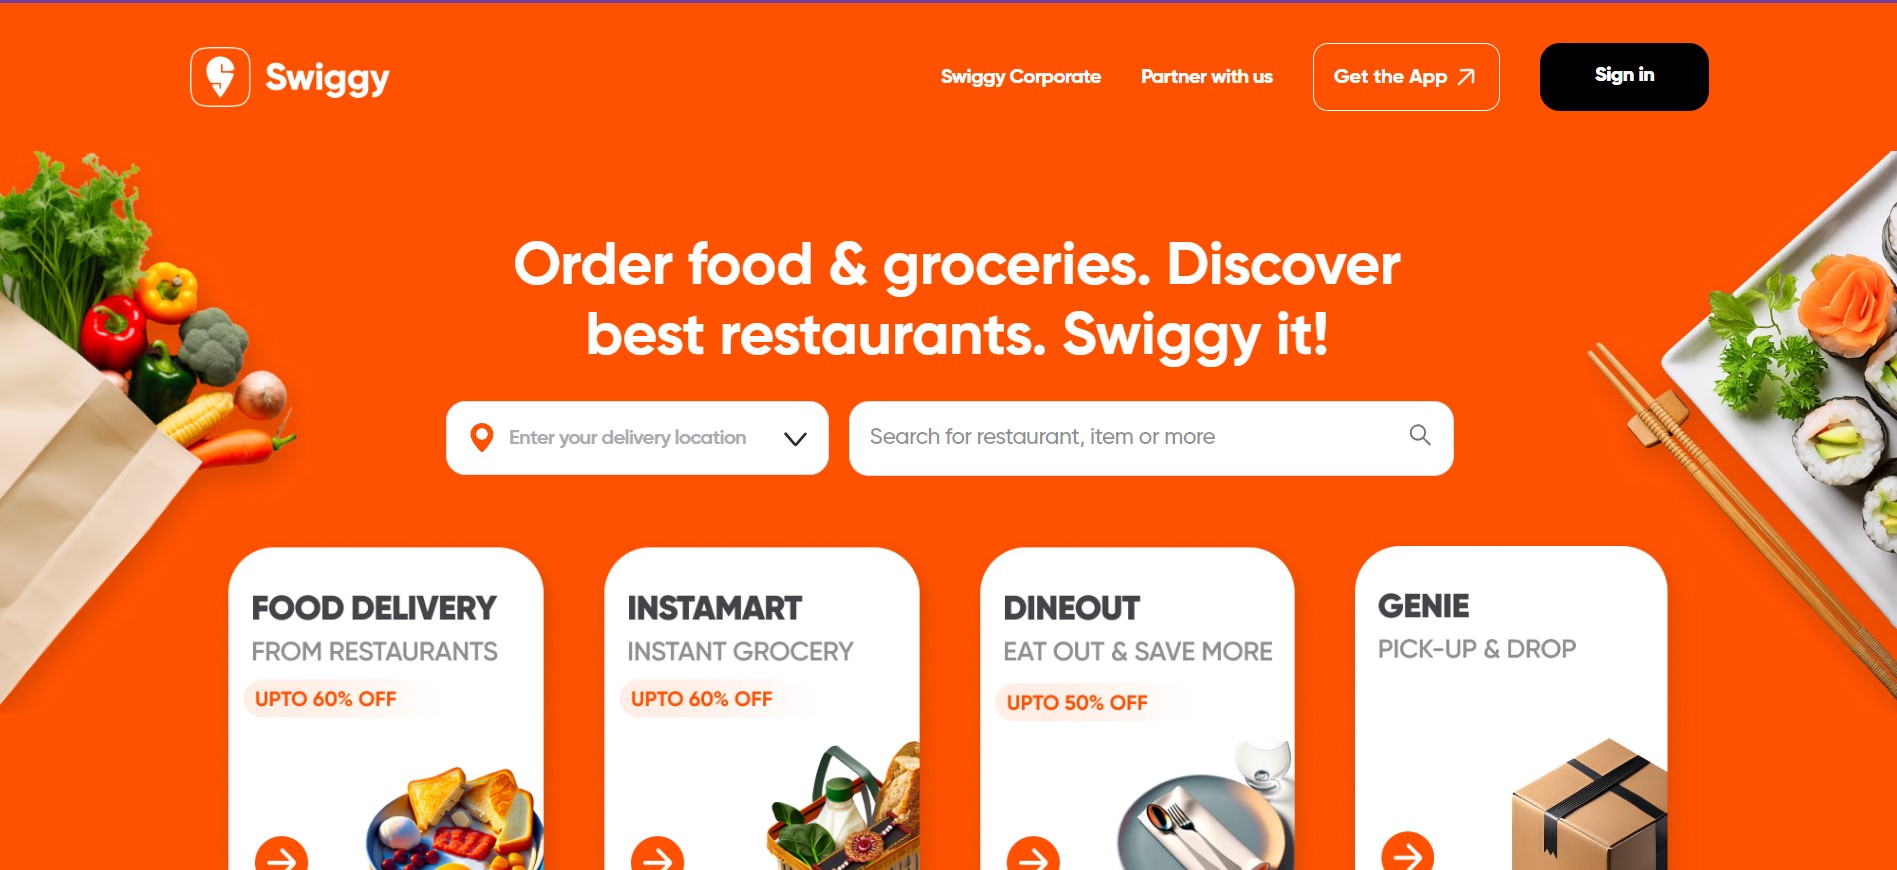 Swiggy
Swiggy Corporate
Partner with us
Get the App
Sign in
Order food & groceries. Discover
best restaurants. Swiggy it!
Enter your delivery location
Search for restaurant, item or more
FOOD DELIVERY
FROM RESTAURANTS
UPTO 60% OFF
INSTAMART
INSTANT GROCERY
UPTO 60% OFF
DINEOUT
EAT OUT & SAVE MORE
UPTO 50% OFF
GENIE
PICK-UP & DROP